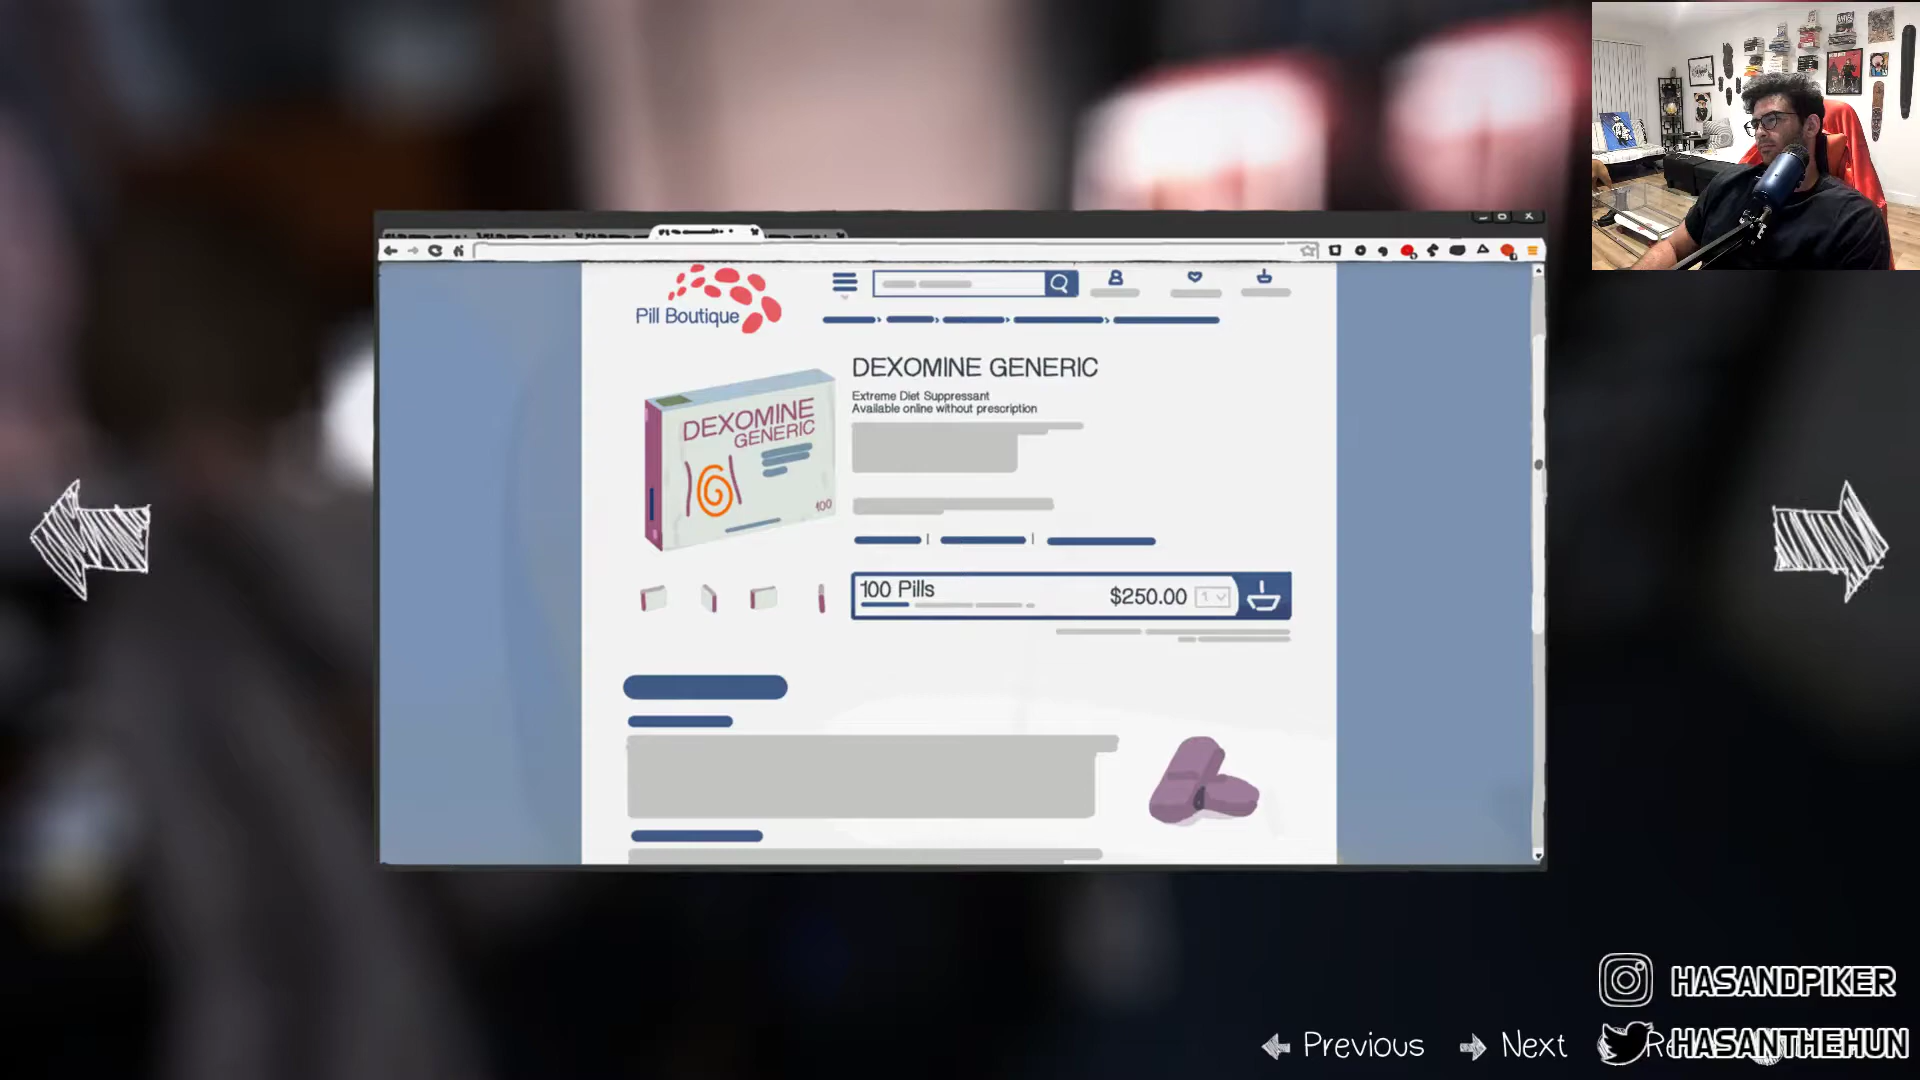 Pill Boutique
DEXOMINE GENERIC
Extreme Diet Suppressant
Available online without prescription
DEXOMINE
GENERIC
100
100 Pills
$250.00
1
HASANDPIKER
Previous
Next
HASANTHEHUN